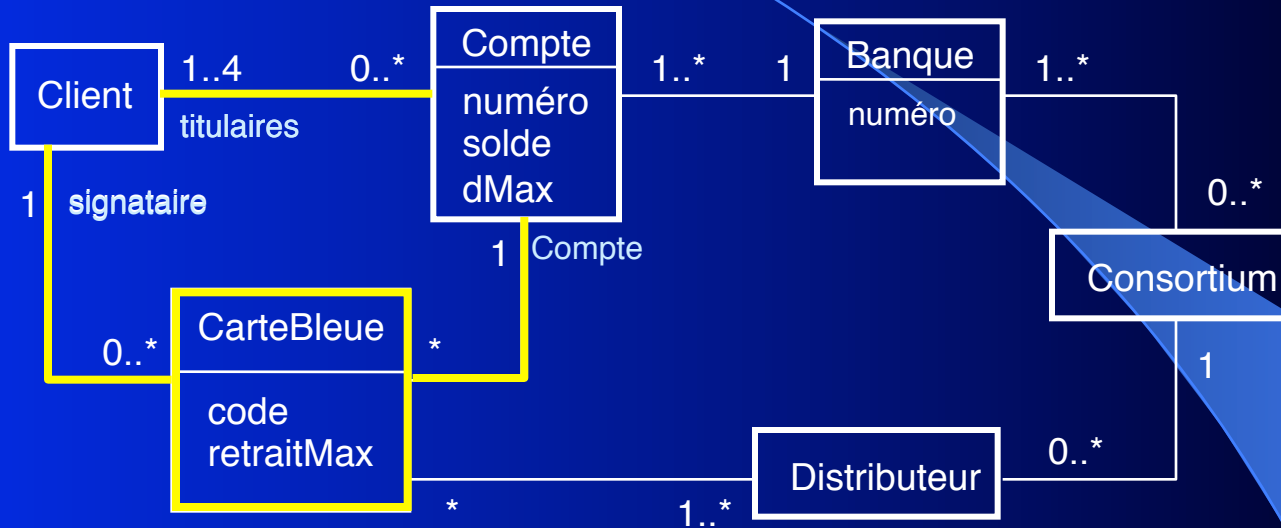 Client
1..4
titulaires
0..*
Compte
numéro
solde
dMax
1..*
1
Banque
numéro
1..*
0..*
Consortium
1
signataire
1
Compte
0..*
CarteBleue
code
retraitMax
*
*
1..*
Distributeur
0..*
1